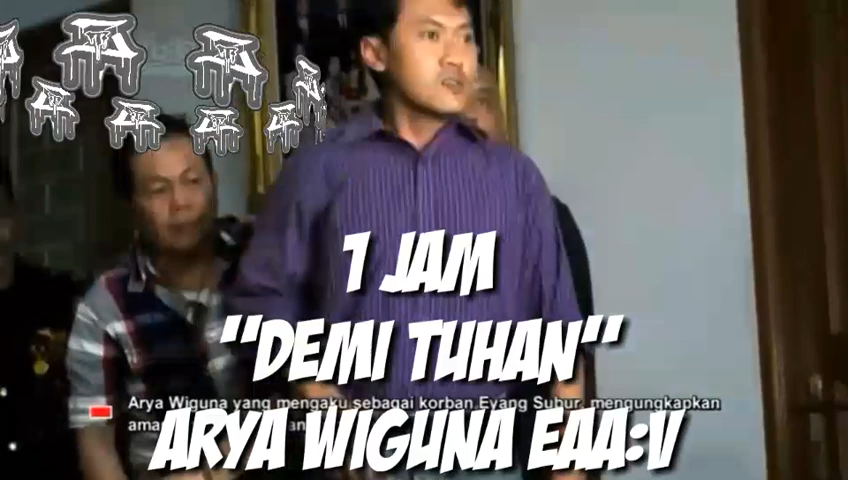 1 JAM
"DEMI TUHAN"
Arya Wiguna yang mengaku sebagai korban Eyang Subur, mengungkapkan
ARYA WIGUNA EAA:V